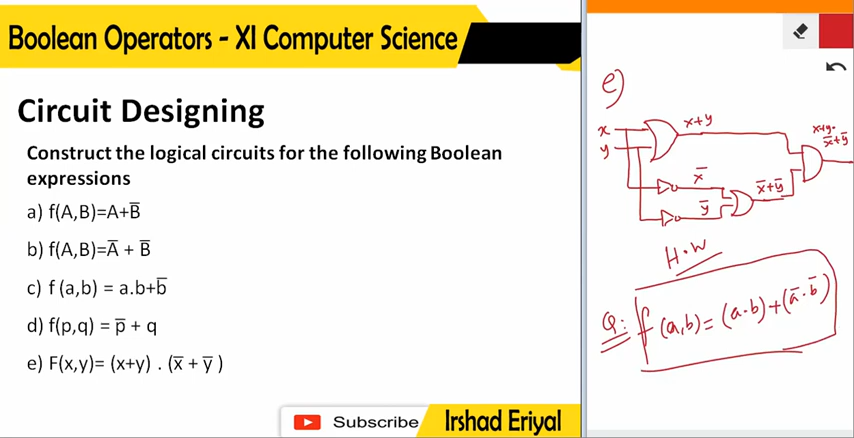 Boolean Operators - XI Computer Science
Circuit Designing
Construct the logical circuits for the following Boolean
expressions
a) f(A,B)=A+B̅
b) f(A,B)=A̅ + B̅
c) f (a,b) = a.b+b̅
d) f(p,q) = p̅ + q
e) F(x,y)= (x+y) . (x̅ + y̅ )
Subscribe
Irshad Eriyal
e)
x
y
x+y
x̅
y̅
x̅+y̅
x+y.
x̅+y̅
H.W
Q: f (a,b) = (a.b)+(a̅.b̅)